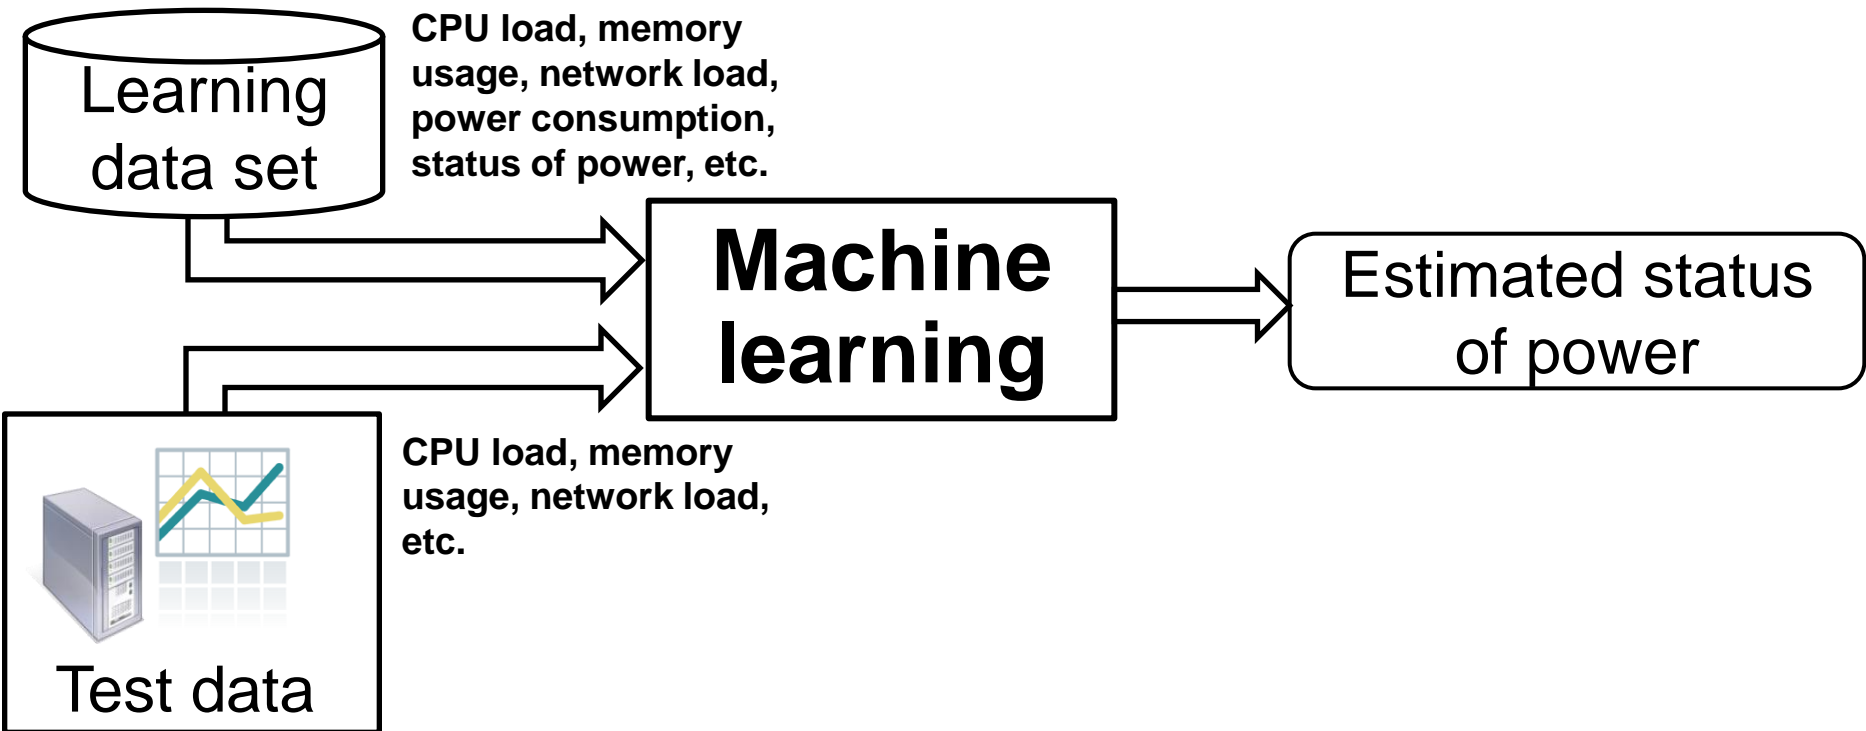 Learning
data set
CPU load, memory
usage, network load,
power consumption,
status of power, etc.
Machine
learning
Estimated status
of power
CPU load, memory
usage, network load,
etc.
Test data